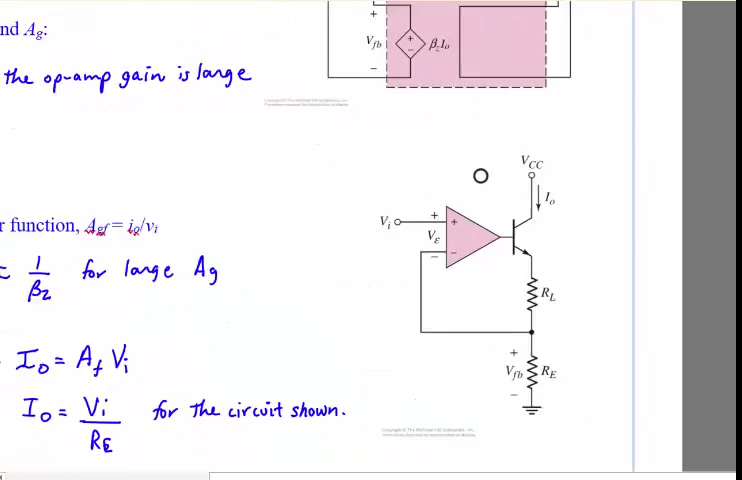 nd Ag:
the op-amp gain is large
+
Vfb
−
+
−
βzIo
r function, Agf = io/vi
1
βz
for large Ag
Io = Af Vi
Io = Vi
RE
for the circuit shown.
VCC
Io
Vi
+
+
Vε
−
−
RL
+
Vfb
RE
−